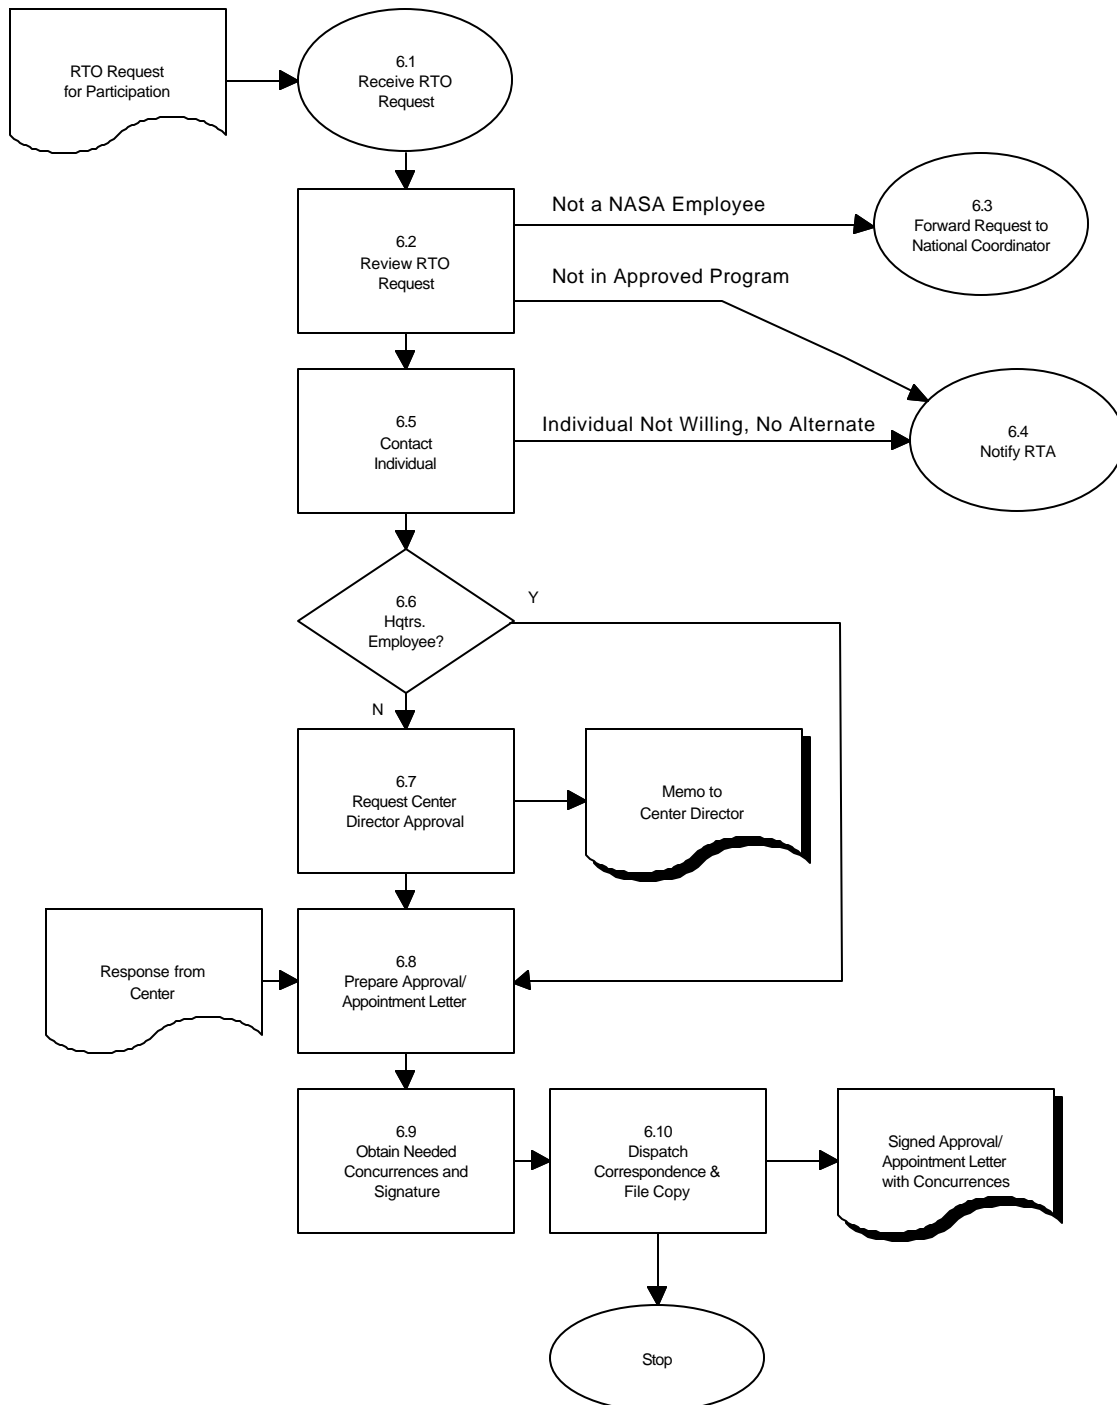 RTO Request
for Participation
6.1
Receive RTO
Request
6.2
Review RTO
Request
Not a NASA Employee
6.3
Forward Request to
National Coordinator
Not in Approved Program
6.5
Contact
Individual
Individual Not Willing, No Alternate
6.4
Notify RTA
6.6
Hqtrs.
Employee?
Y
N
6.7
Request Center
Director Approval
Memo to
Center Director
Response from
Center
6.8
Prepare Approval/
Appointment Letter
6.9
Obtain Needed
Concurrences and
Signature
6.10
Dispatch
Correspondence &
File Copy
Signed Approval/
Appointment Letter
with Concurrences
Stop